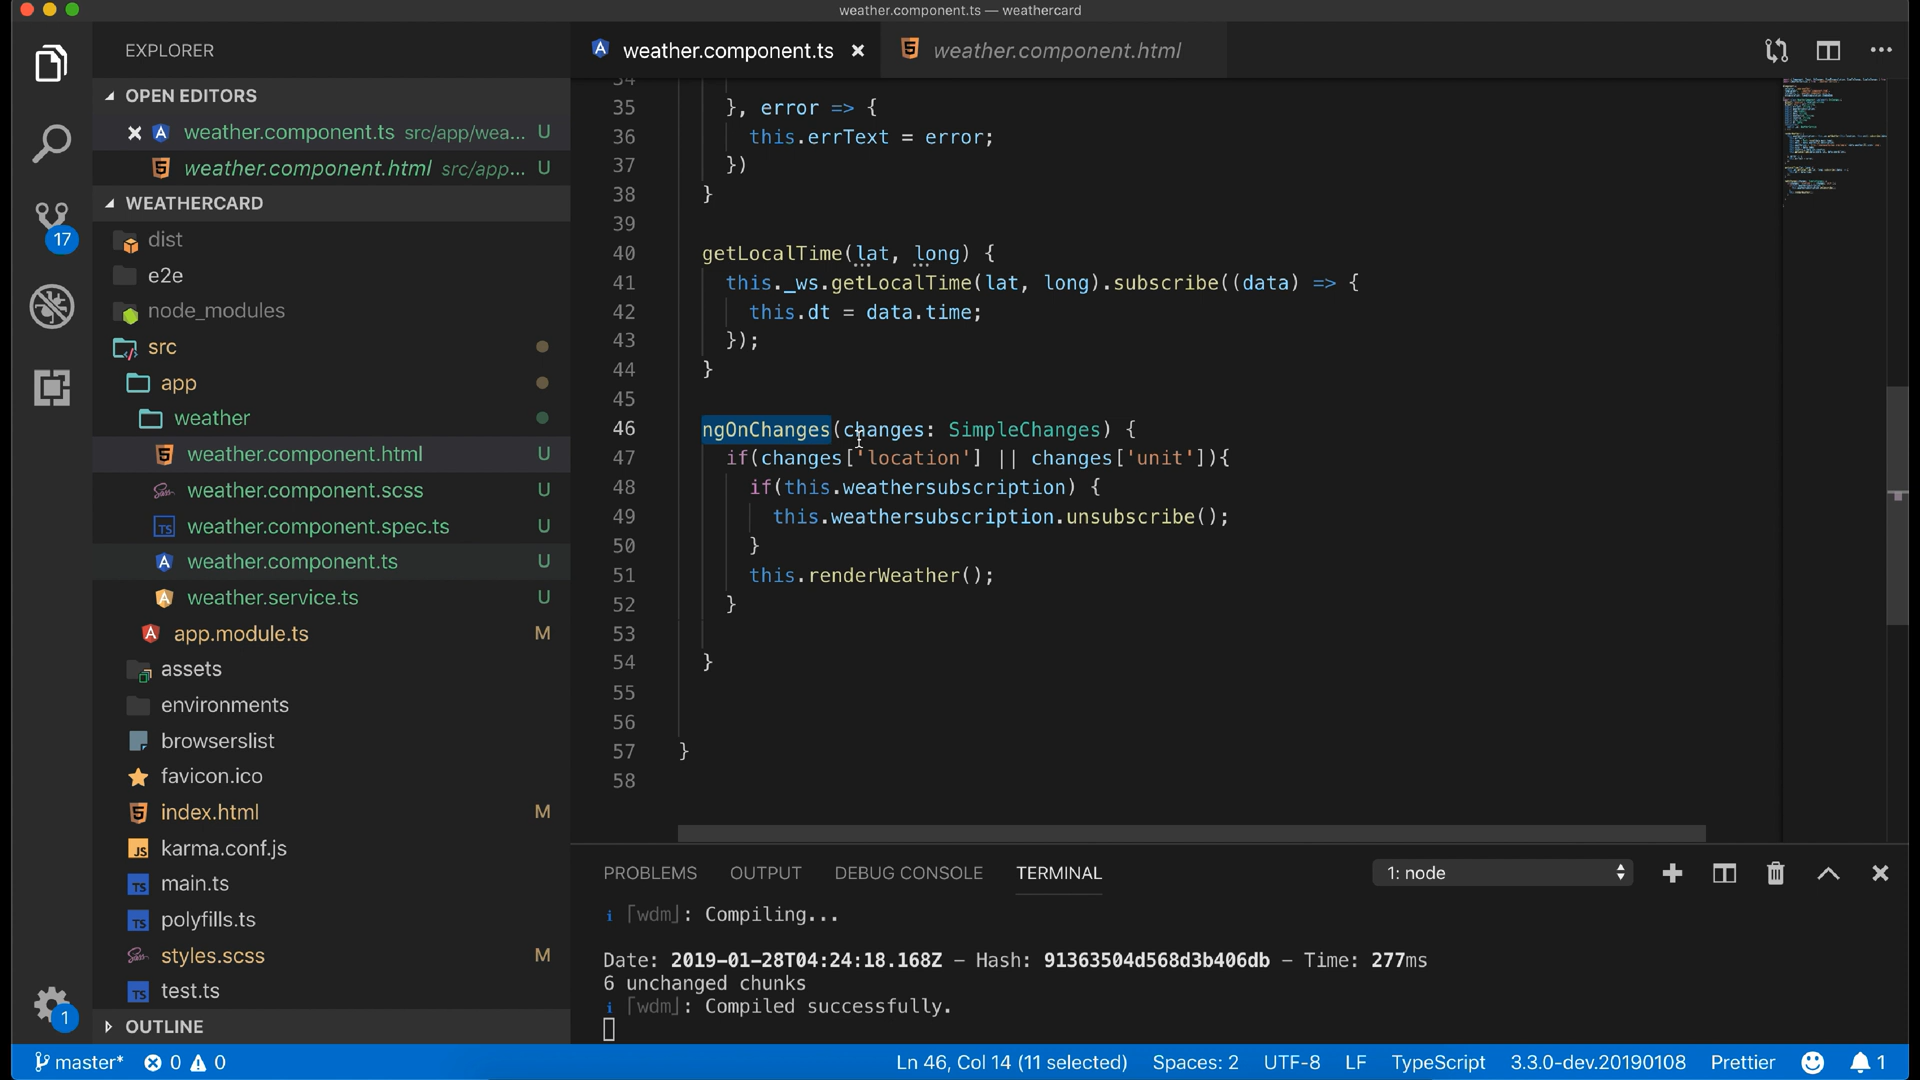 weather.component.ts — weathercard
EXPLORER
weather.component.ts
weather.component.html
OPEN EDITORS
weather.component.ts src/app/wea... U
weather.component.html src/app... U
WEATHERCARD
dist
e2e
node_modules
src
app
weather
weather.component.html U
weather.component.scss U
weather.component.spec.ts U
weather.component.ts U
weather.service.ts U
app.module.ts M
assets
environments
browserslist
favicon.ico
index.html M
karma.conf.js
main.ts
polyfills.ts
styles.scss M
test.ts
OUTLINE
17
1
34
35 }, error => {
36 this.errText = error;
37 })
38 }
39
40 getLocalTime(lat, long) {
41 this._ws.getLocalTime(lat, long).subscribe((data) => {
42 this.dt = data.time;
43 });
44 }
45
46 ngOnChanges(changes: SimpleChanges) {
47 if(changes['location'] || changes['unit']){
48 if(this.weathersubscription) {
49 this.weathersubscription.unsubscribe();
50 }
51 this.renderWeather();
52 }
53
54 }
55
56
57 }
58
PROBLEMS OUTPUT DEBUG CONSOLE TERMINAL 1: node
i ｢wdm｣: Compiling...
Date: 2019-01-28T04:24:18.168Z – Hash: 91363504d568d3b406db – Time: 277ms
6 unchanged chunks
i ｢wdm｣: Compiled successfully.
master* 0 0 Ln 46, Col 14 (11 selected) Spaces: 2 UTF-8 LF TypeScript 3.3.0-dev.20190108 Prettier 1